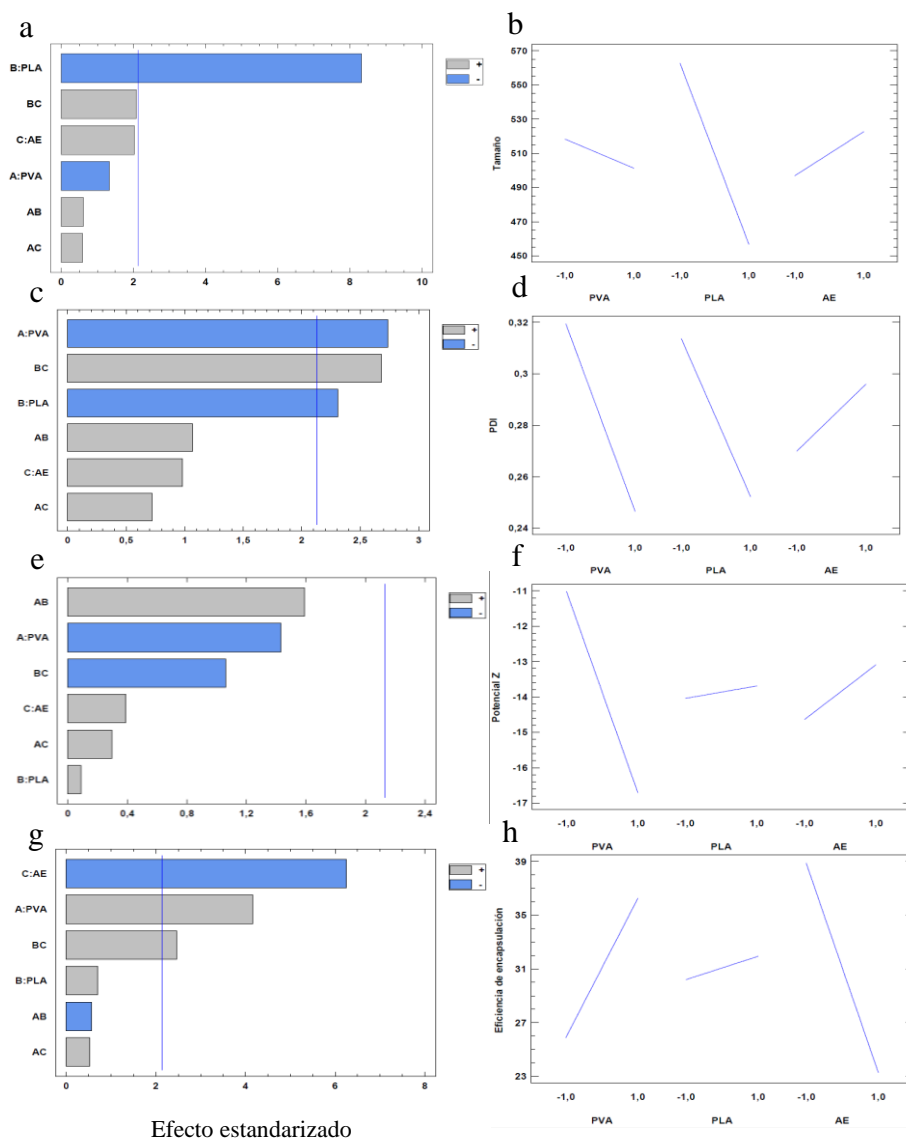 a
B:PLA
BC
C:AE
A:PVA
AB
AC
+
-
0 2 4 6 8 10
b
Tamaño
570
550
530
510
490
470
450
-1,0 1,0 -1,0 1,0 -1,0 1,0
PVA PLA AE
c
A:PVA
BC
B:PLA
AB
C:AE
AC
+
-
0 0,5 1 1,5 2 2,5 3
d
PDI
0,32
0,3
0,28
0,26
0,24
-1,0 1,0 -1,0 1,0 -1,0 1,0
PVA PLA AE
e
AB
A:PVA
BC
C:AE
AC
B:PLA
+
-
0 0,4 0,8 1,2 1,6 2 2,4
f
Potencial Z
-11
-12
-13
-14
-15
-16
-17
-1,0 1,0 -1,0 1,0 -1,0 1,0
PVA PLA AE
g
C:AE
A:PVA
BC
B:PLA
AB
AC
+
-
0 2 4 6 8
h
Eficiencia de encapsulación
39
35
31
27
23
-1,0 1,0 -1,0 1,0 -1,0 1,0
PVA PLA AE
Efecto estandarizado